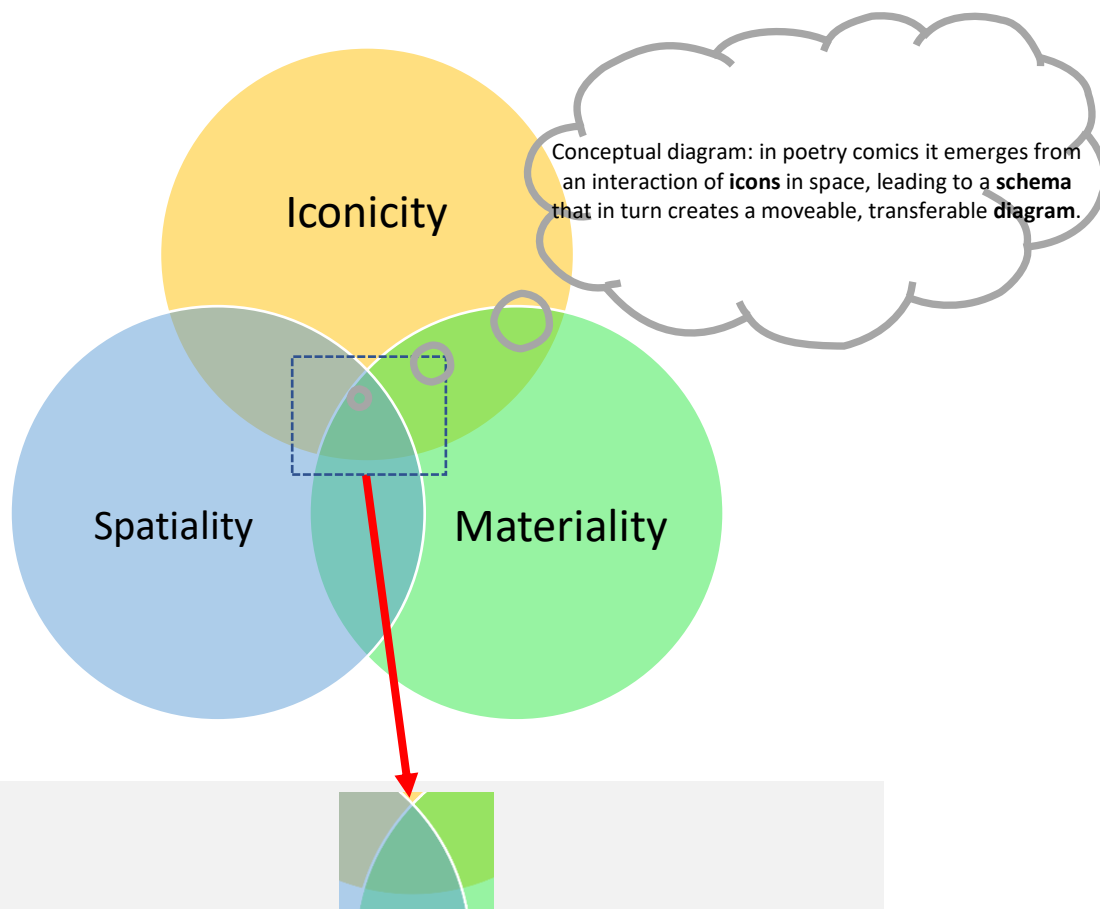 Conceptual diagram: in poetry comics it emerges from
an interaction of icons in space, leading to a schema
that in turn creates a moveable, transferable diagram.
Iconicity
Spatiality
Materiality